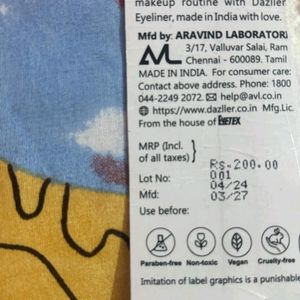 makeup routine with Dazller
Eyeliner, made in India with love.
Mfd by: ARAVIND LABORATORI
AVL 3/17, Valluvar Salai, Ram
Chennai - 600089. Tamil
MADE IN INDIA. For consumer care:
Contact above address. Phone: 1800
044-2249 2072. help@avl.co.in
https://www.dazller.co.in Mfg.Lic.
From the house of EYETEX
MRP (Incl. of all taxes) } Rs.200.00
Lot No: 001
04/24
Mfd: 03/27
Use before:
Paraben-free Non-toxic Vegan Cruelty-free
Imitation of label graphics is a punishable